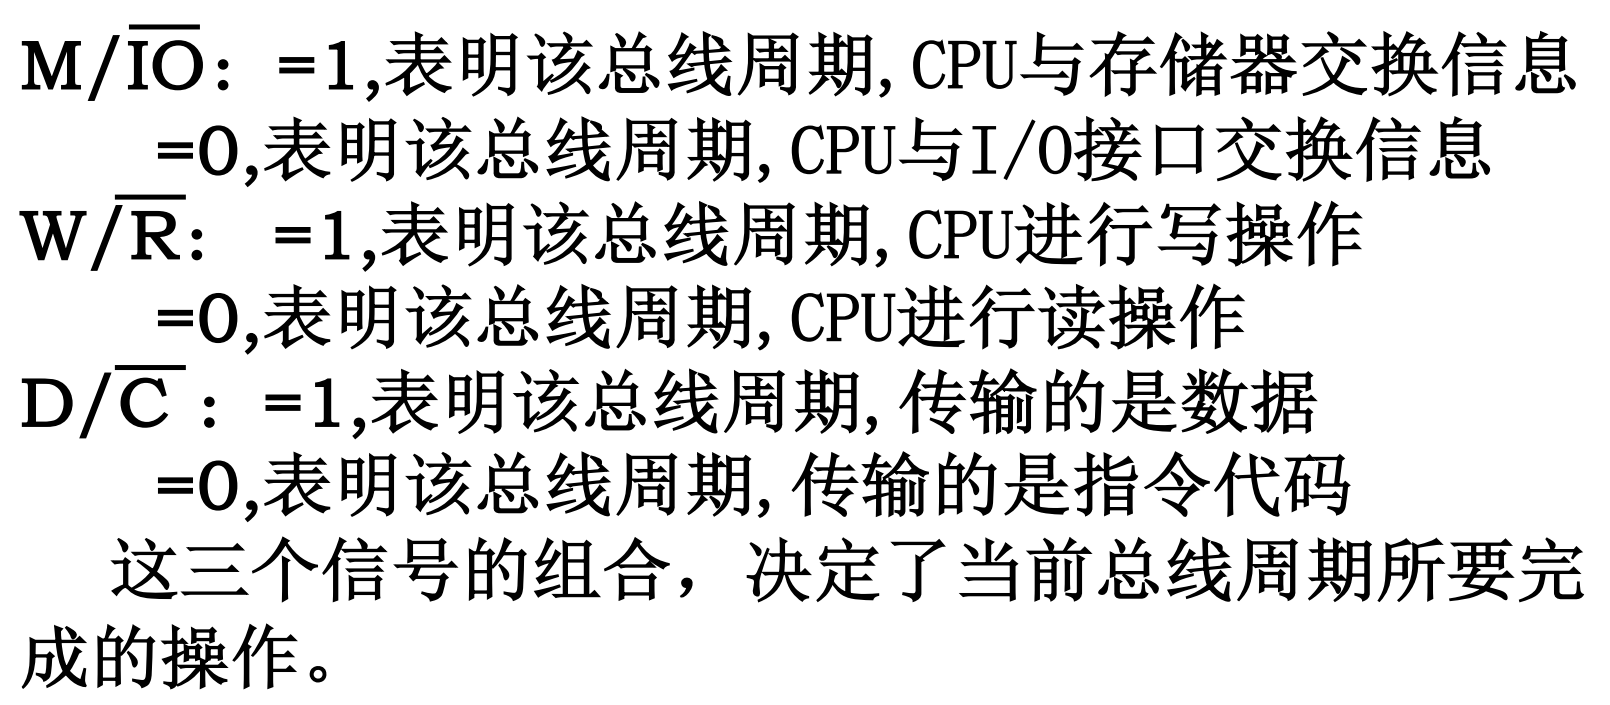 M/I̅O̅: =1,表明该总线周期,CPU与存储器交换信息
=0,表明该总线周期,CPU与I/O接口交换信息
W/R̅: =1,表明该总线周期,CPU进行写操作
=0,表明该总线周期,CPU进行读操作
D/C̅: =1,表明该总线周期,传输的是数据
=0,表明该总线周期,传输的是指令代码
这三个信号的组合，决定了当前总线周期所要完
成的操作。